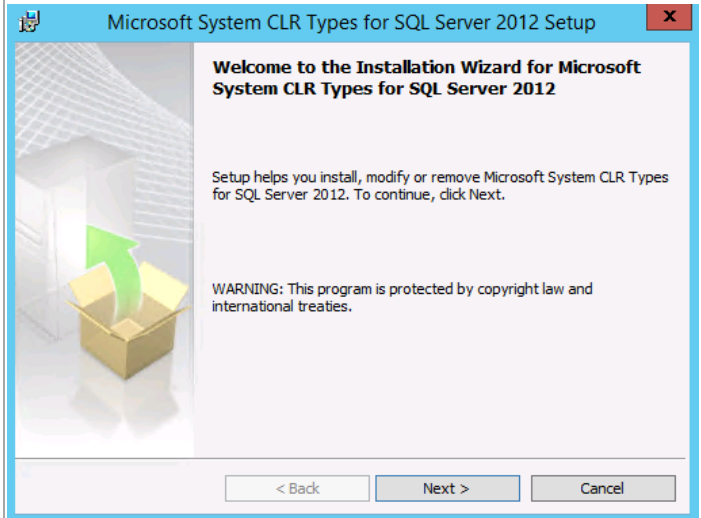 Microsoft System CLR Types for SQL Server 2012 Setup
x
Welcome to the Installation Wizard for Microsoft
System CLR Types for SQL Server 2012
Setup helps you install, modify or remove Microsoft System CLR Types
for SQL Server 2012. To continue, click Next.
WARNING: This program is protected by copyright law and
international treaties.
< Back Next > Cancel